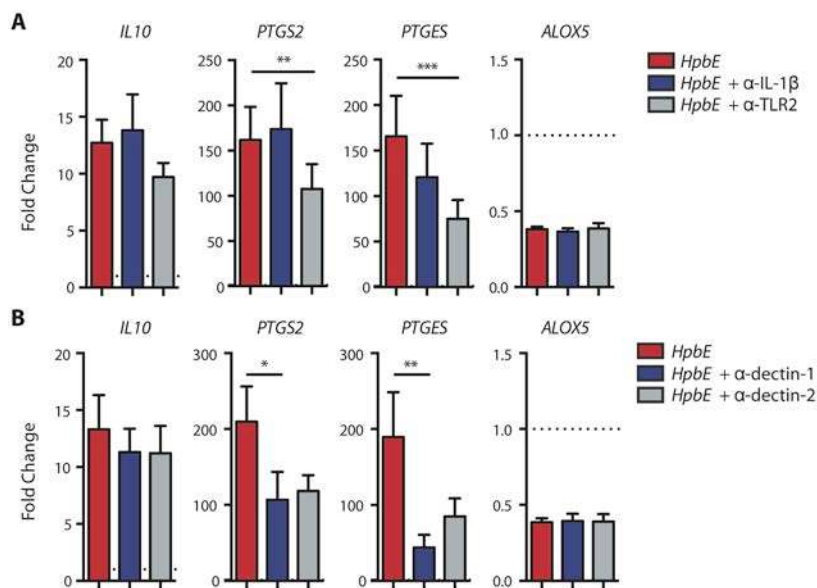 A
IL10
PTGS2
PTGES
ALOX5
Fold Change
20
15
10
5
0
250
200
150
100
50
0
**
250
200
150
100
50
0
***
1.5
1.0
0.5
0.0
HpbE
HpbE + α-IL-1β
HpbE + α-TLR2
B
IL10
PTGS2
PTGES
ALOX5
Fold Change
20
15
10
5
0
300
200
100
0
*
300
200
100
0
**
1.5
1.0
0.5
0.0
HpbE
HpbE + α-dectin-1
HpbE + α-dectin-2